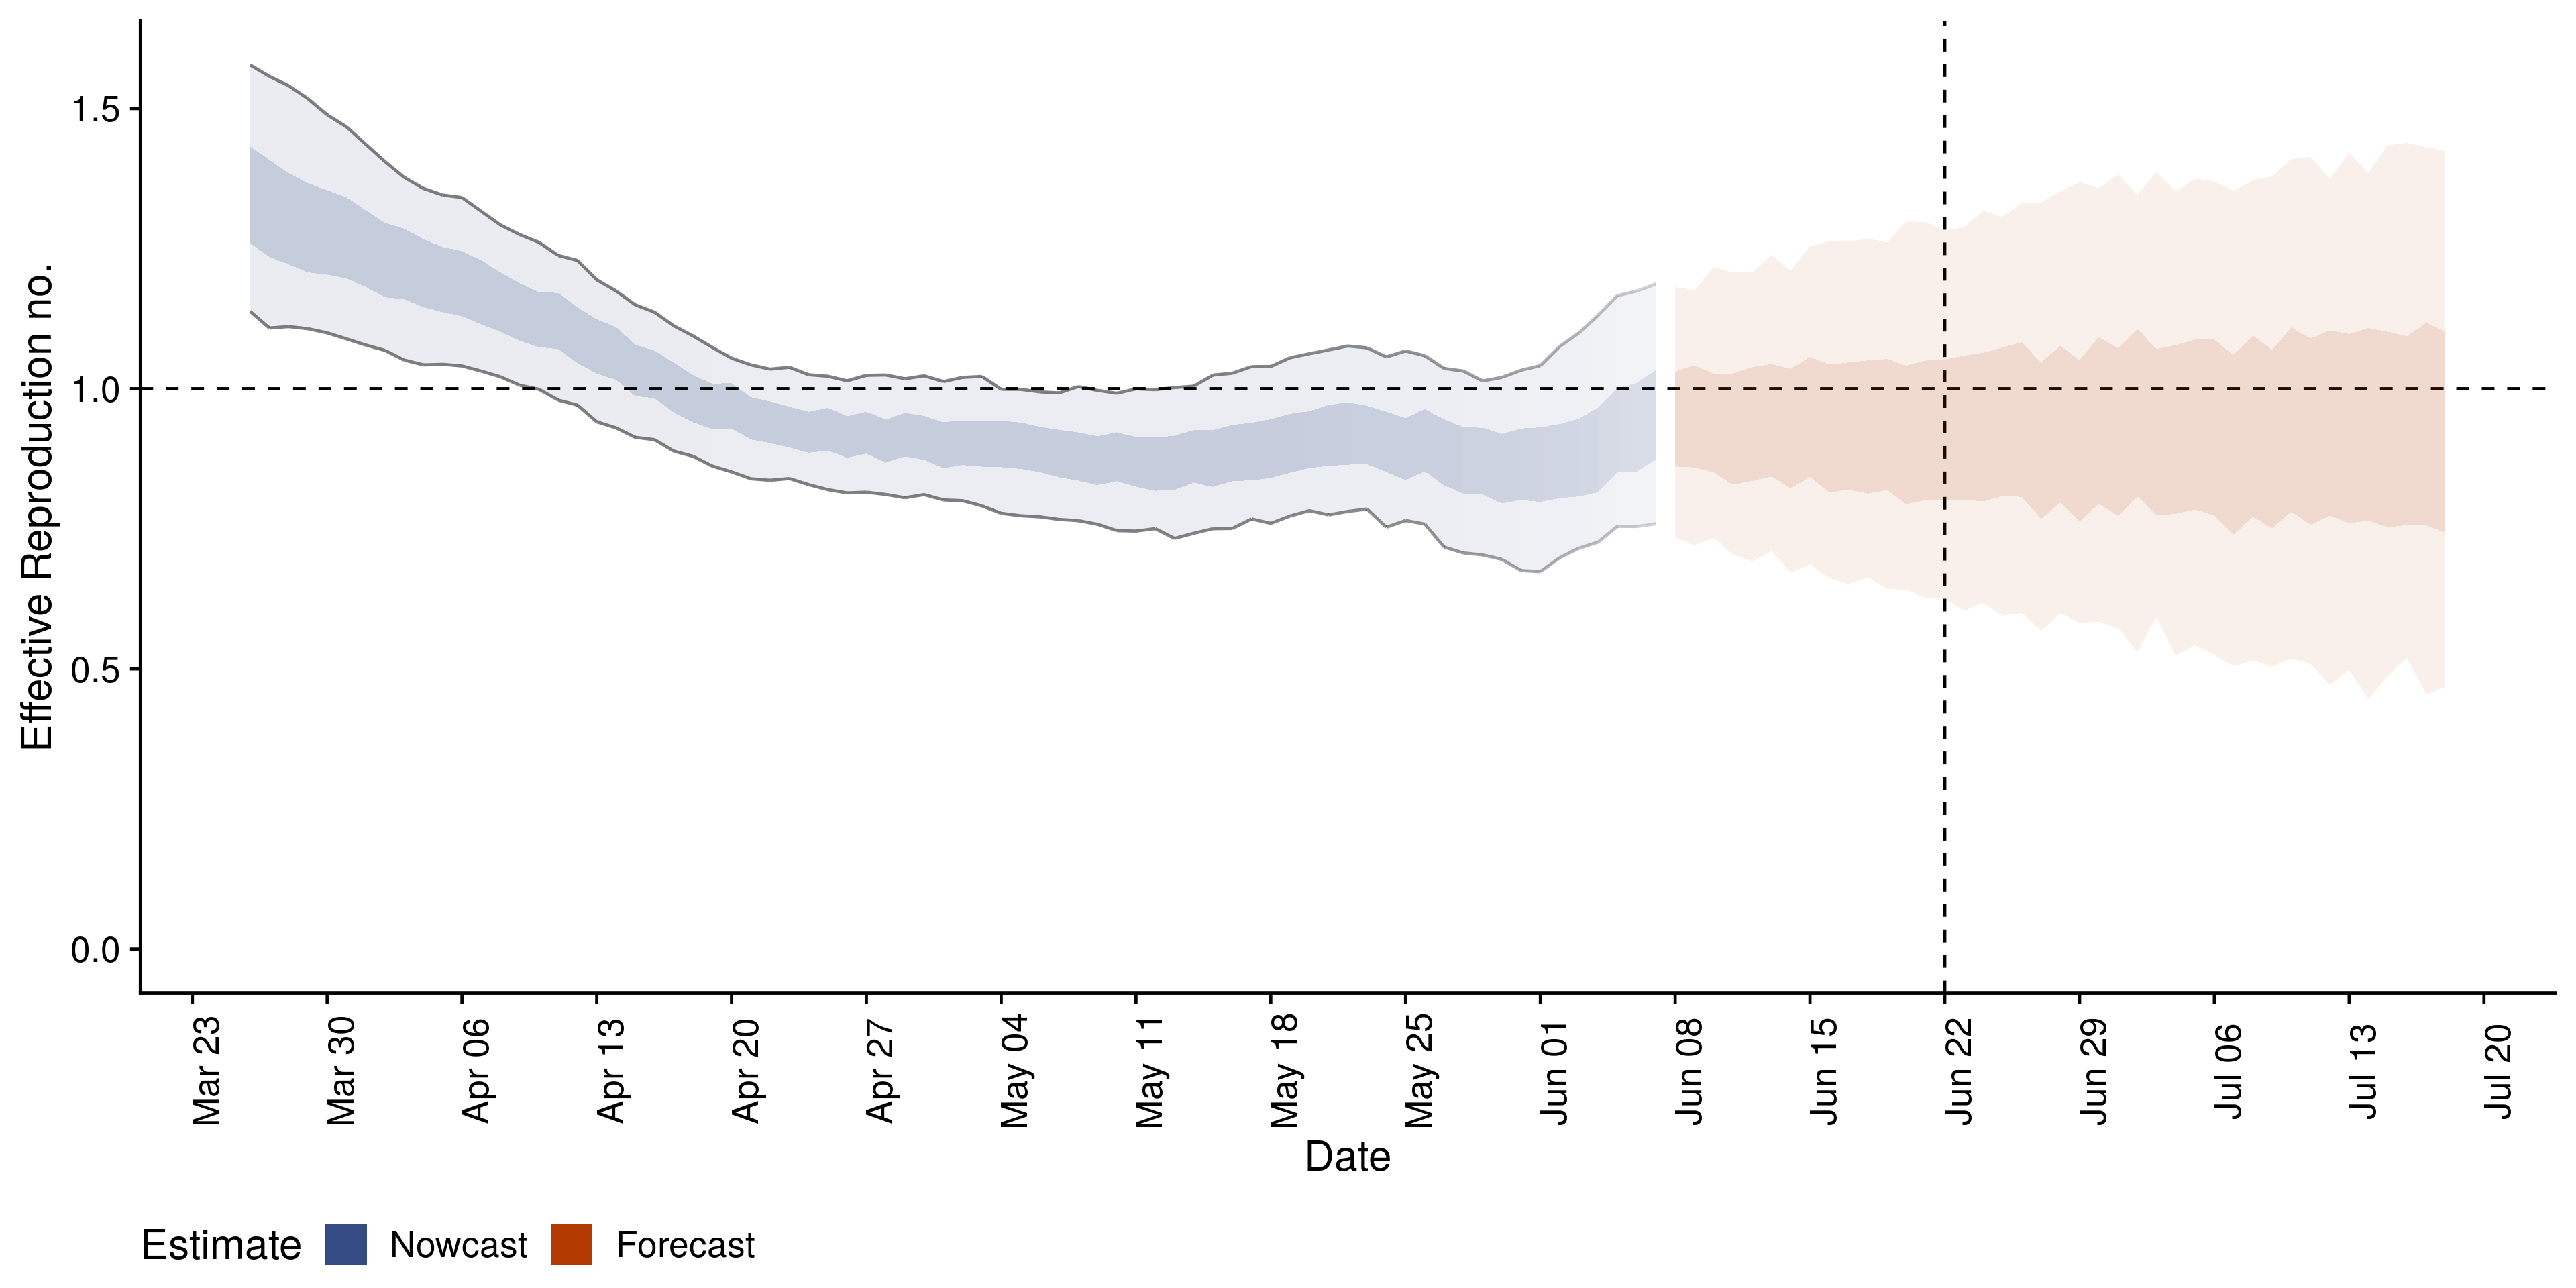 Effective Reproduction no.
1.5
1.0
0.5
0.0
Mar 23
Mar 30
Apr 06
Apr 13
Apr 20
Apr 27
May 04
May 11
May 18
May 25
Jun 01
Jun 08
Jun 15
Jun 22
Jun 29
Jul 06
Jul 13
Jul 20
Date
Estimate Nowcast Forecast